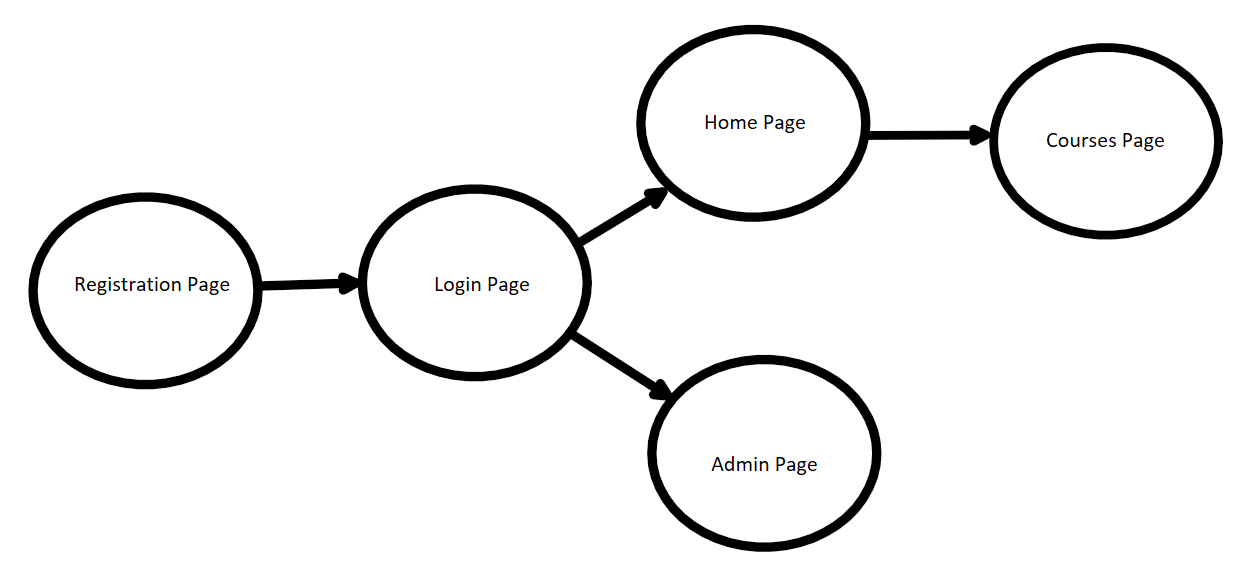 Registration Page
Login Page
Home Page
Courses Page
Admin Page